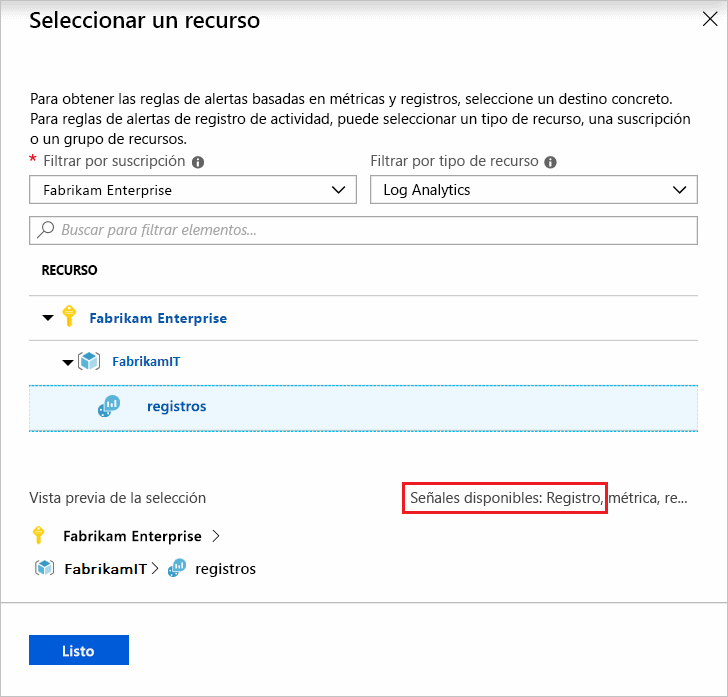 Seleccionar un recurso
Para obtener las reglas de alertas basadas en métricas y registros, seleccione un destino concreto.
Para reglas de alertas de registro de actividad, puede seleccionar un tipo de recurso, una suscripción
o un grupo de recursos.
* Filtrar por suscripción
Filtrar por tipo de recurso
Fabrikam Enterprise
Log Analytics
Buscar para filtrar elementos...
RECURSO
Fabrikam Enterprise
FabrikamIT
registros
Vista previa de la selección
Señales disponibles: Registro, métrica, re...
Fabrikam Enterprise >
FabrikamIT > registros
Listo